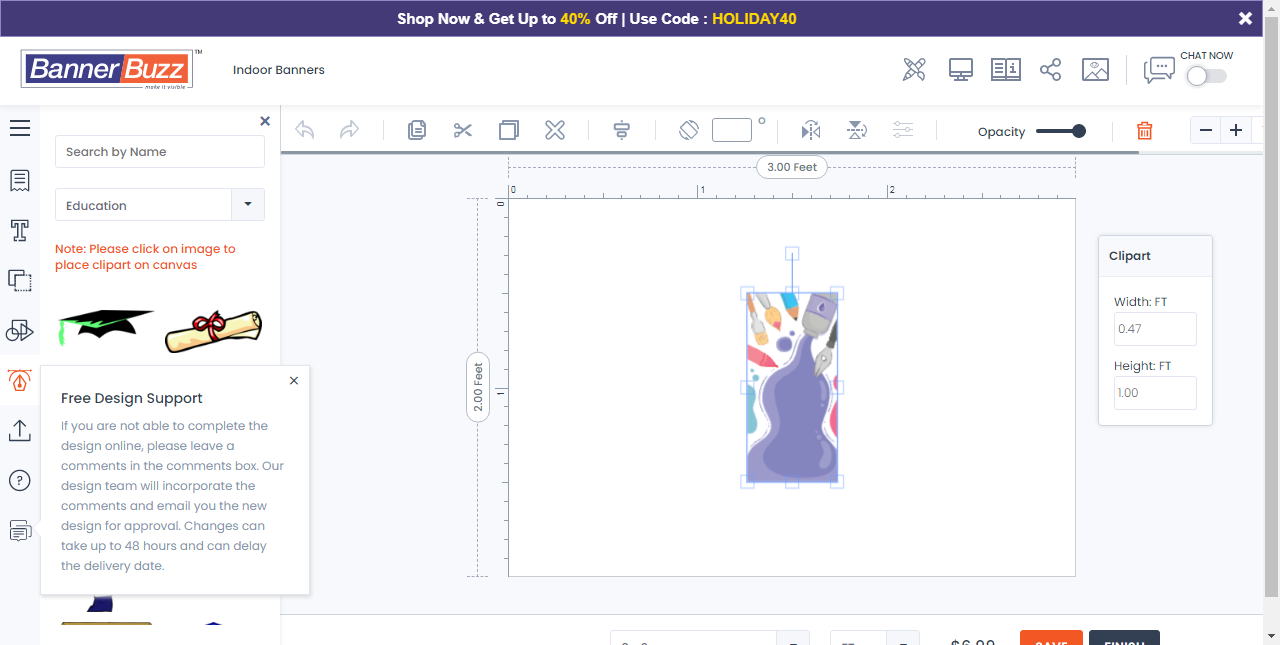 Shop Now & Get Up to 40% Off | Use Code : HOLIDAY40
BannerBuzz™
make it visible
Indoor Banners
CHAT NOW
Search by Name
Opacity
Education
Note: Please click on image to
place clipart on canvas
3.00 Feet
0 1 2
0
2.00 Feet
1
Clipart
Width: FT
0.47
Height: FT
1.00
Free Design Support
If you are not able to complete the
design online, please leave a
comments in the comments box. Our
design team will incorporate the
comments and email you the new
design for approval. Changes can
take up to 48 hours and can delay
the delivery date.
$6.99
SAVE
FINISH